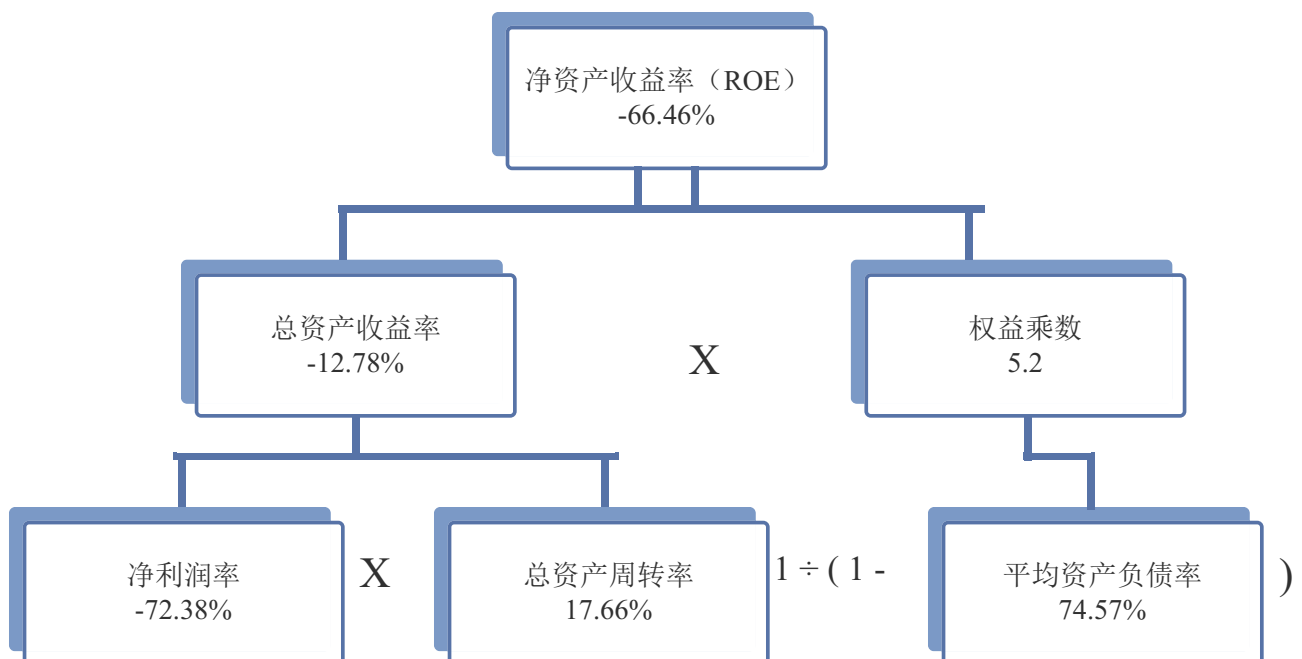 净资产收益率（ROE）
-66.46%
总资产收益率
-12.78%
X
权益乘数
5.2
净利润率
-72.38%
X
总资产周转率
17.66%
1 ÷ ( 1 -
平均资产负债率
74.57%
)